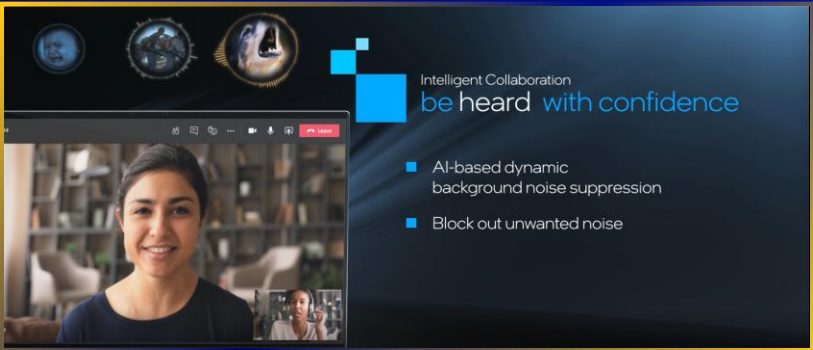 Intelligent Collaboration
be heard with confidence
AI-based dynamic
background noise suppression
Block out unwanted noise
Leave